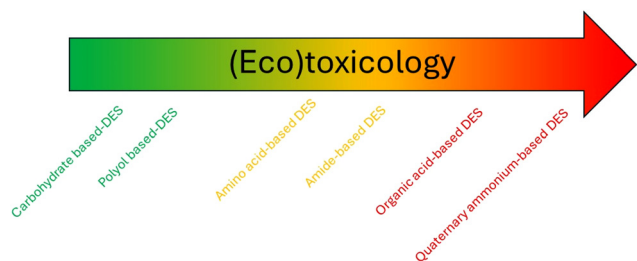 (Eco)toxicology
Carbohydrate based-DES
Polyol based-DES
Amino acid-based DES
Amide-based DES
Organic acid-based DES
Quaternary ammonium-based DES